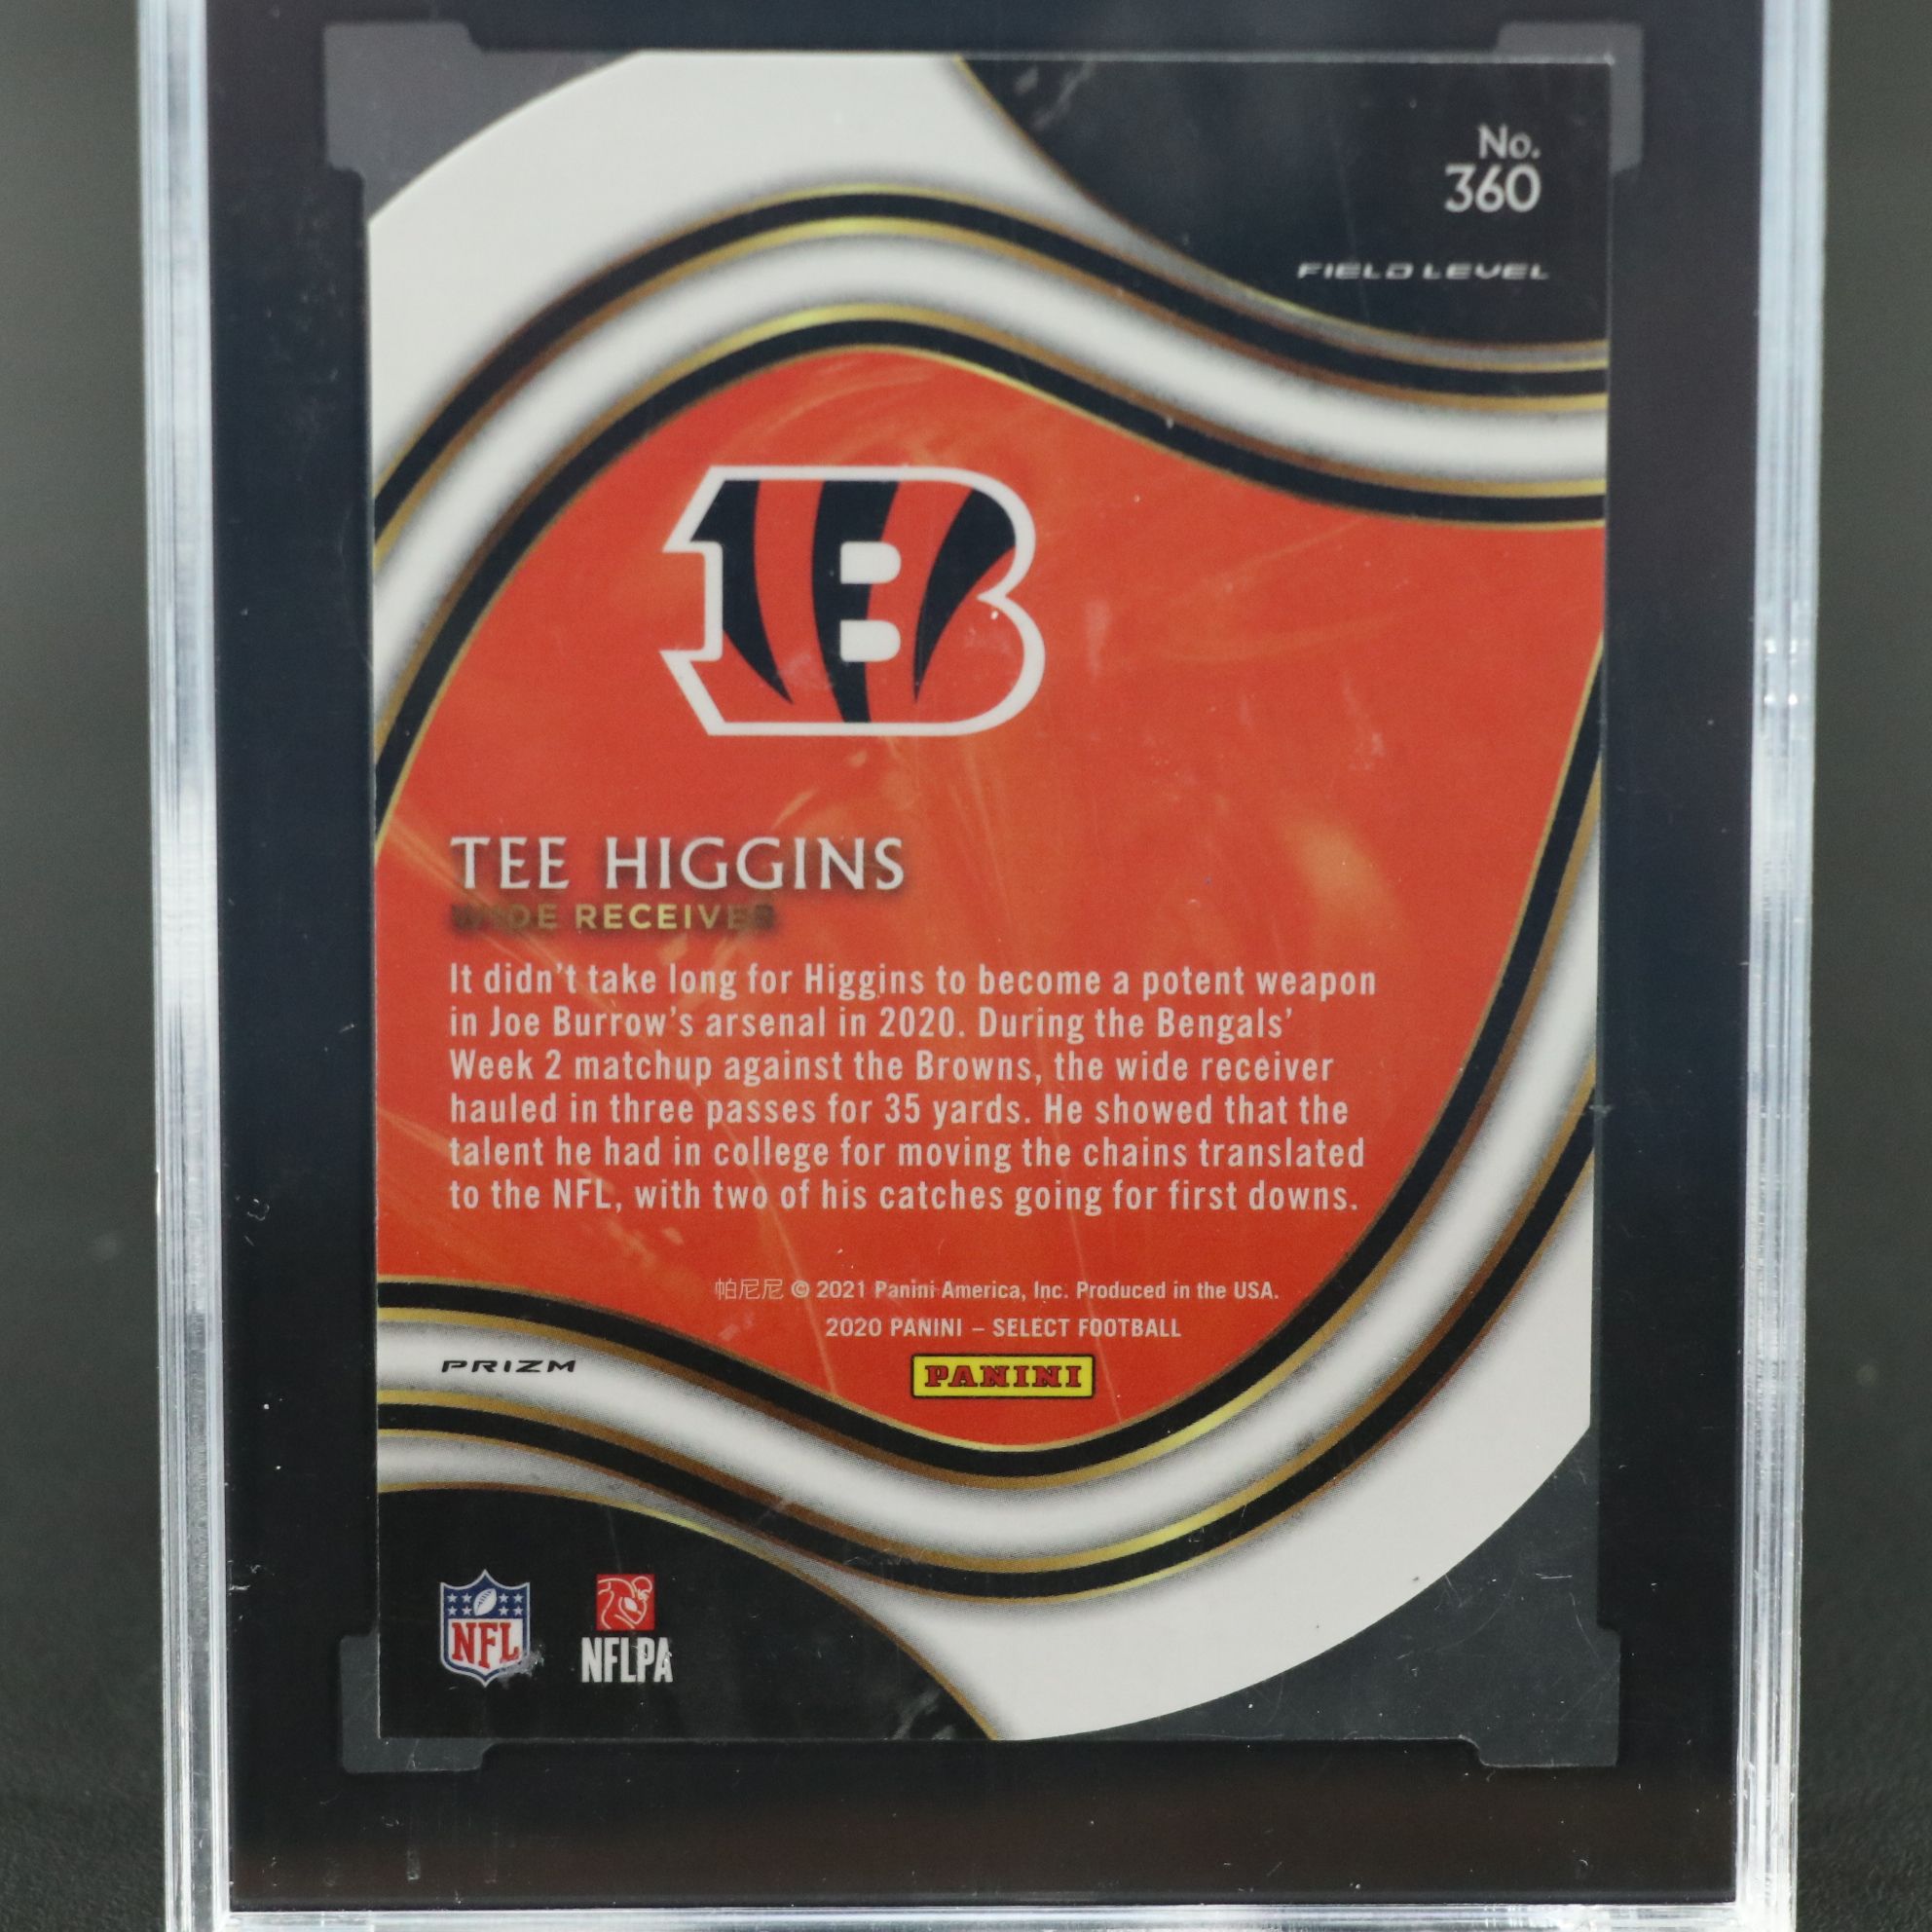 No.
360
FIELD LEVEL
TEE HIGGINS
WIDE RECEIVER
It didn't take long for Higgins to become a potent weapon
in Joe Burrow's arsenal in 2020. During the Bengals'
Week 2 matchup against the Browns, the wide receiver
hauled in three passes for 35 yards. He showed that the
talent he had in college for moving the chains translated
to the NFL, with two of his catches going for first downs.
帕尼尼 © 2021 Panini America, Inc. Produced in the USA.
2020 PANINI – SELECT FOOTBALL
PRIZM
PANINI
NFL
NFLPA